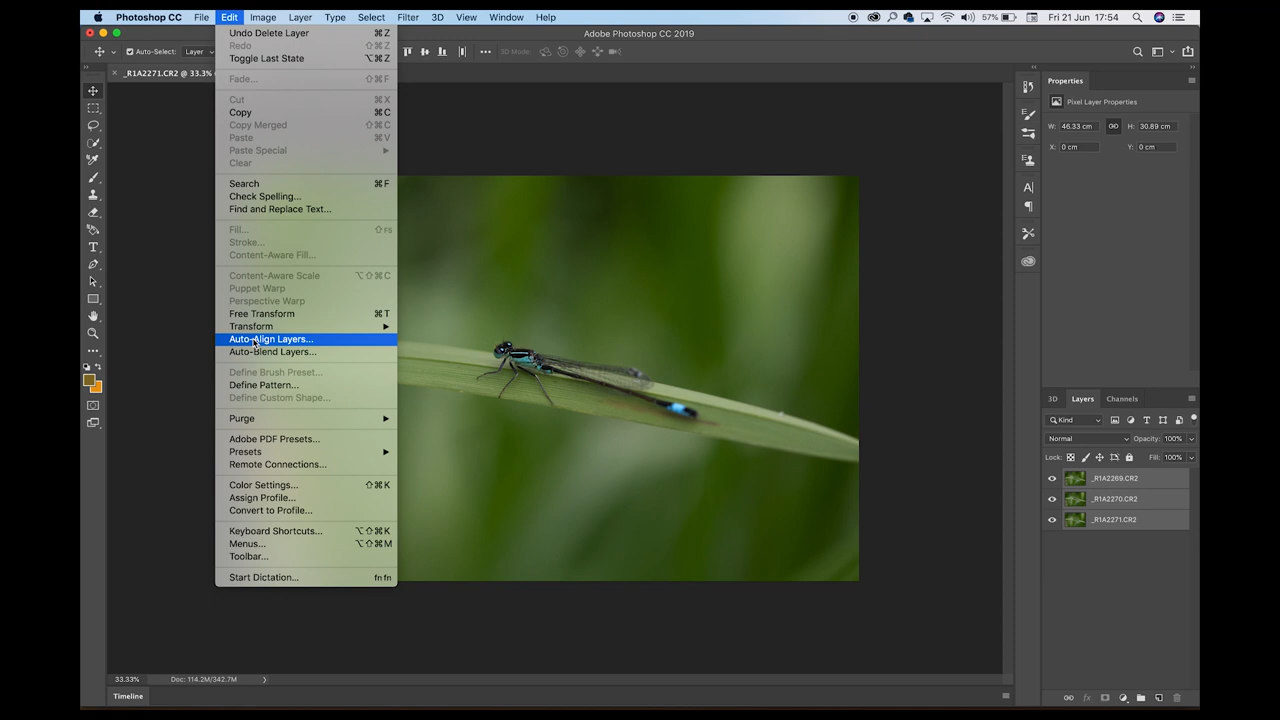 Photoshop CC File Edit Image Layer Type Select Filter 3D View Window Help 57% Fri 21 Jun 17:54
Adobe Photoshop CC 2019
Auto-Select: Layer 3D Mode:
_R1A2271.CR2 @ 33.3%
Undo Delete Layer ⌘Z
Redo ⇧⌘Z
Toggle Last State ⌥⌘Z
Fade... ⇧⌘F
Cut ⌘X
Copy ⌘C
Copy Merged ⇧⌘C
Paste ⌘V
Paste Special
Clear
Search ⌘F
Check Spelling...
Find and Replace Text...
Fill... ⇧F5
Stroke...
Content-Aware Fill...
Content-Aware Scale ⌥⇧⌘C
Puppet Warp
Perspective Warp
Free Transform ⌘T
Transform
Auto-Align Layers...
Auto-Blend Layers...
Define Brush Preset...
Define Pattern...
Define Custom Shape...
Purge
Adobe PDF Presets...
Presets
Remote Connections...
Color Settings... ⇧⌘K
Assign Profile...
Convert to Profile...
Keyboard Shortcuts... ⌥⇧⌘K
Menus... ⌥⇧⌘M
Toolbar...
Start Dictation... fn fn
Properties
Pixel Layer Properties
W: 46.33 cm H: 30.89 cm
X: 0 cm Y: 0 cm
3D Layers Channels
Kind
Normal Opacity: 100%
Lock: Fill: 100%
_R1A2269.CR2
_R1A2270.CR2
_R1A2271.CR2
33.33% Doc: 114.2M/342.7M
Timeline